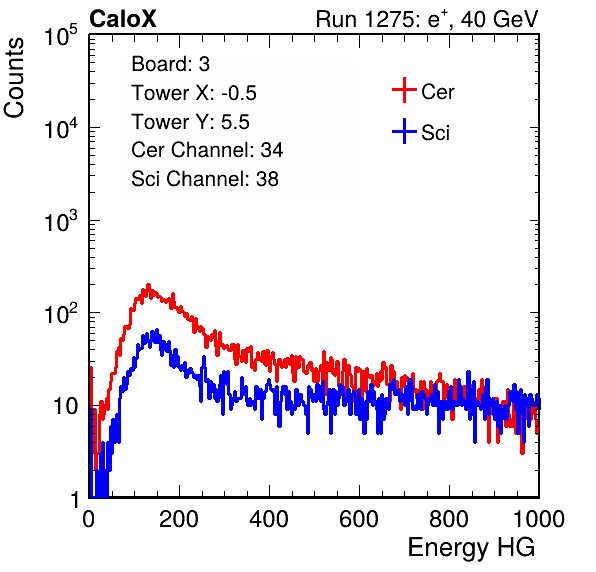 CaloX Run 1275: e⁺, 40 GeV
Counts
Board: 3
Tower X: -0.5
Tower Y: 5.5
Cer Channel: 34
Sci Channel: 38
Cer
Sci
10⁵
10⁴
10³
10²
10
1
0 200 400 600 800 1000
Energy HG